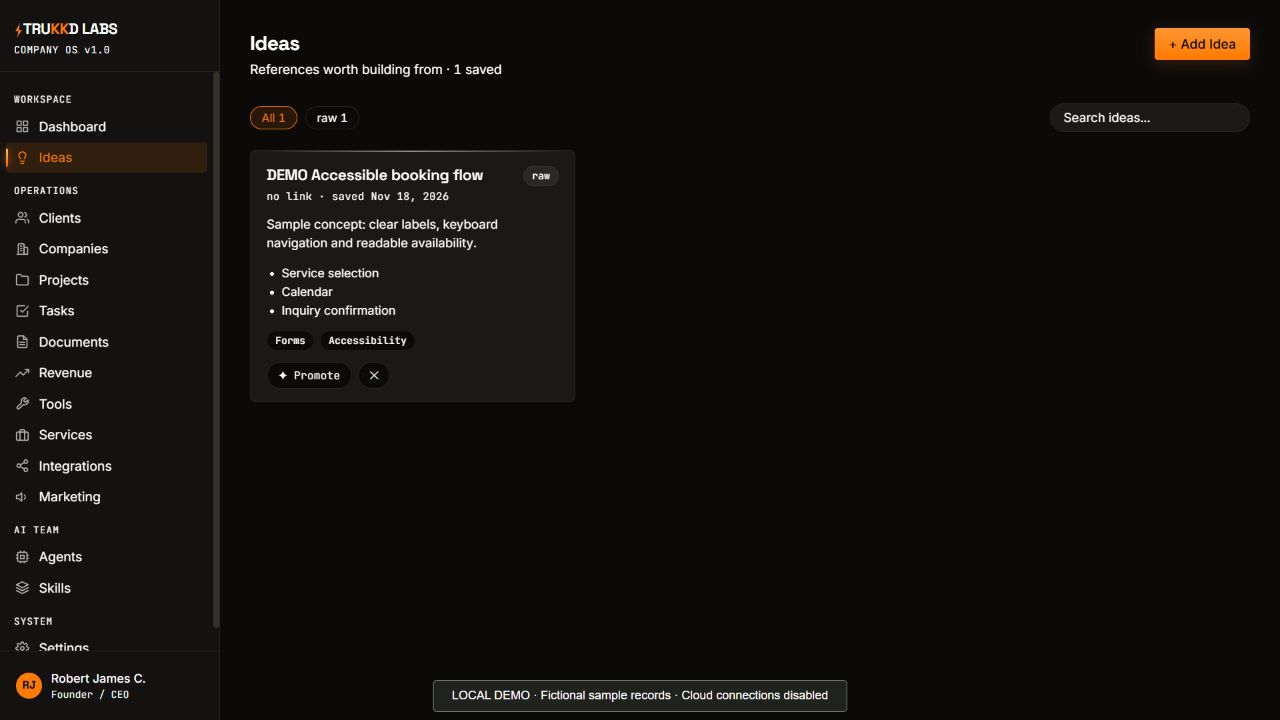 TRUKKD LABS
COMPANY OS v1.0
WORKSPACE
Dashboard
Ideas
OPERATIONS
Clients
Companies
Projects
Tasks
Documents
Revenue
Tools
Services
Integrations
Marketing
AI TEAM
Agents
Skills
SYSTEM
Settings
RJ
Robert James C.
Founder / CEO
Ideas
References worth building from · 1 saved
+ Add Idea
All 1
raw 1
Search ideas...
DEMO Accessible booking flow
raw
no link · saved Nov 18, 2026
Sample concept: clear labels, keyboard
navigation and readable availability.
• Service selection
• Calendar
• Inquiry confirmation
Forms
Accessibility
✦ Promote
LOCAL DEMO · Fictional sample records · Cloud connections disabled